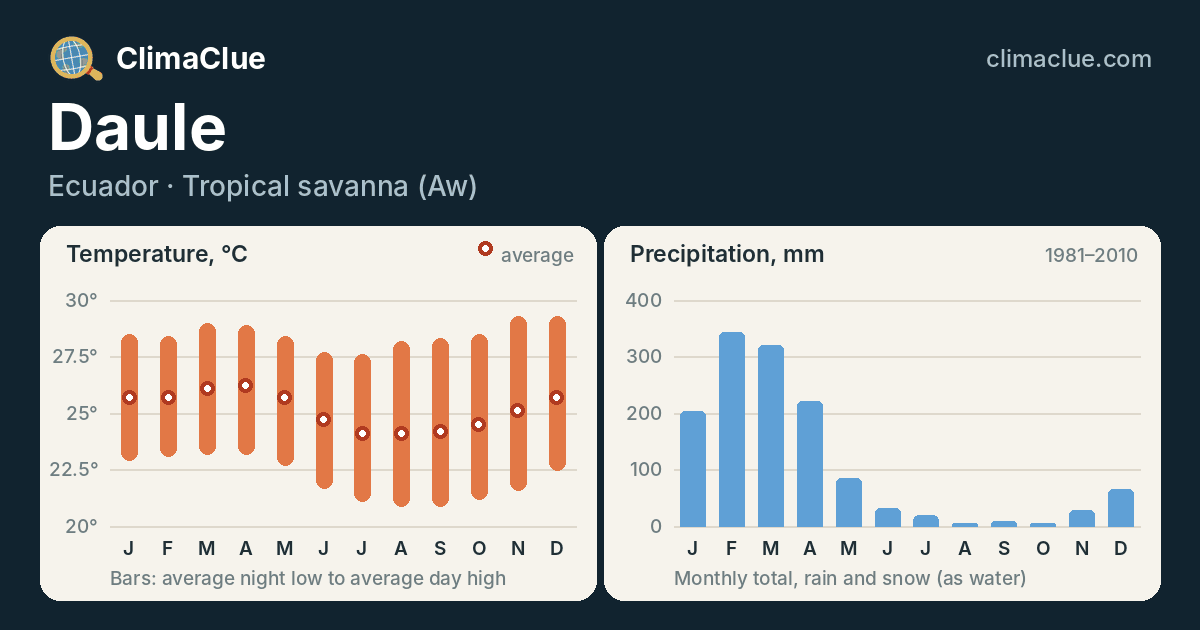 ClimaClue
climaclue.com
Daule
Ecuador · Tropical savanna (Aw)
Temperature, °C
average
30°
27.5°
25°
22.5°
20°
J F M A M J J A S O N D
Bars: average night low to average day high
Precipitation, mm
1981–2010
400
300
200
100
0
J F M A M J J A S O N D
Monthly total, rain and snow (as water)